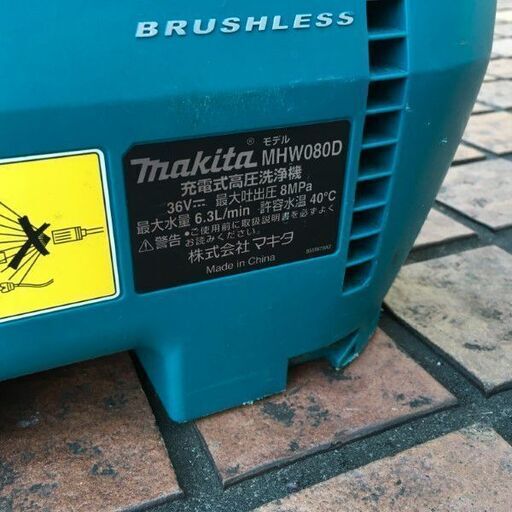 BRUSHLESS
makita® モデル MHW080D
充電式高圧洗浄機
36V⎓ 最大吐出圧 8MPa
最大水量 6.3L/min 許容水温 40°C
⚠警告 •ご使用前に取扱説明書を必ずよく
お読みください。
株式会社 マキタ
Made in China